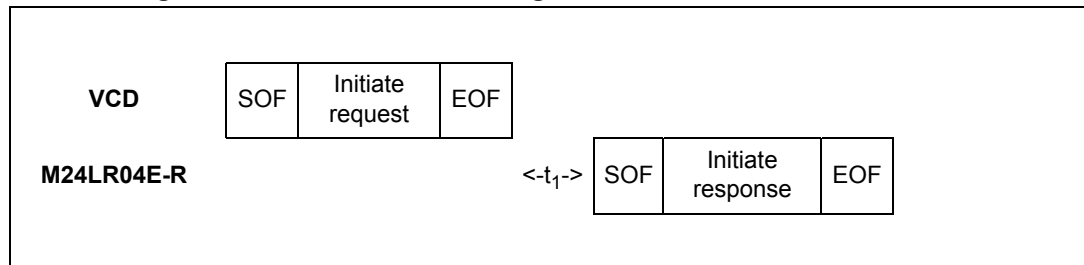 VCD SOF Initiate request EOF
M24LR04E-R <-t1-> SOF Initiate response EOF